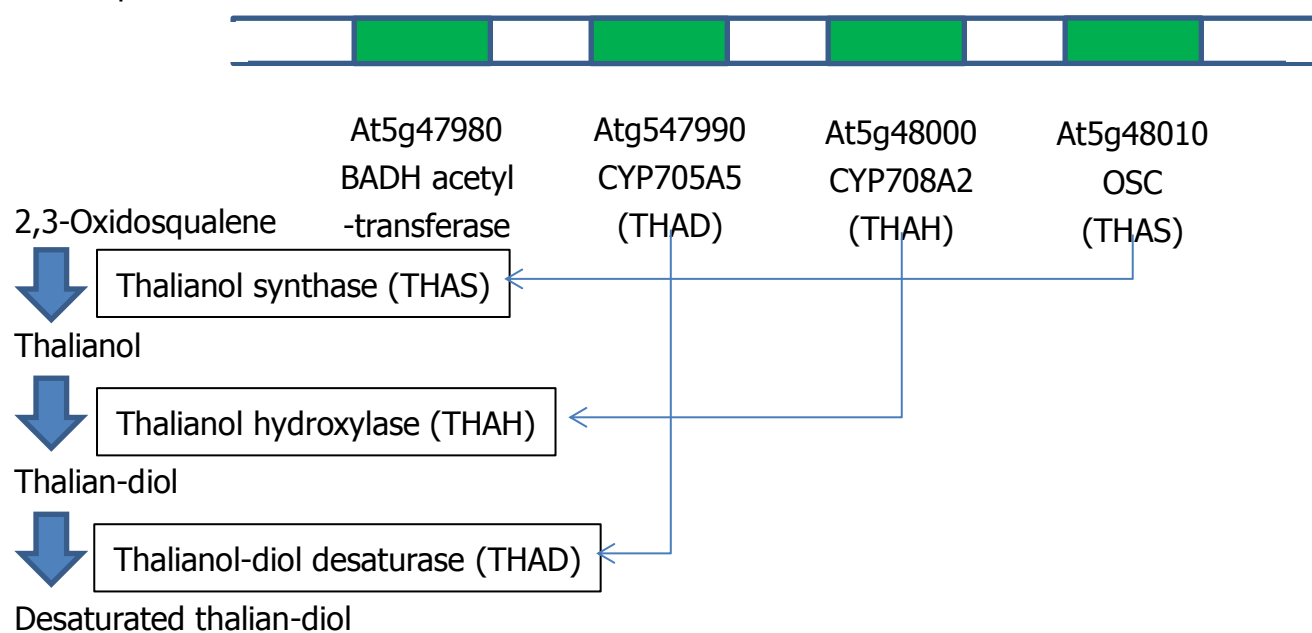 At5g47980
BADH acetyl
-transferase
Atg547990
CYP705A5
(THAD)
At5g48000
CYP708A2
(THAH)
At5g48010
OSC
(THAS)
2,3-Oxidosqualene
Thalianol synthase (THAS)
Thalianol
Thalianol hydroxylase (THAH)
Thalian-diol
Thalianol-diol desaturase (THAD)
Desaturated thalian-diol